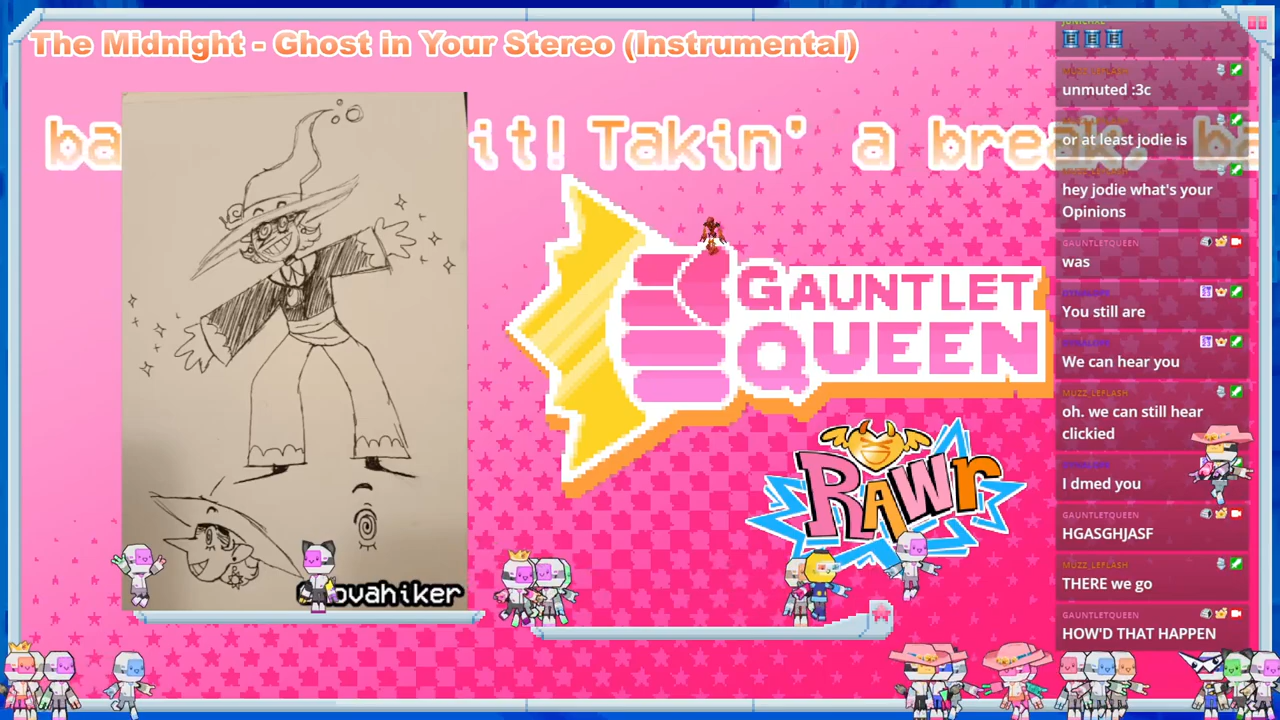 The Midnight - Ghost in Your Stereo (Instrumental)
ba it! Takin' a break, ba
GAUNTLET
QUEEN
RAWr
ovahiker
unmuted :3c
or at least jodie is
hey jodie what's your
Opinions
GAUNTLETQUEEN
was
You still are
We can hear you
MUZZ_LEFLASH
oh. we can still hear
clickied
I dmed you
GAUNTLETQUEEN
HGASGHJASF
MUZZ_LEFLASH
THERE we go
GAUNTLETQUEEN
HOW'D THAT HAPPEN